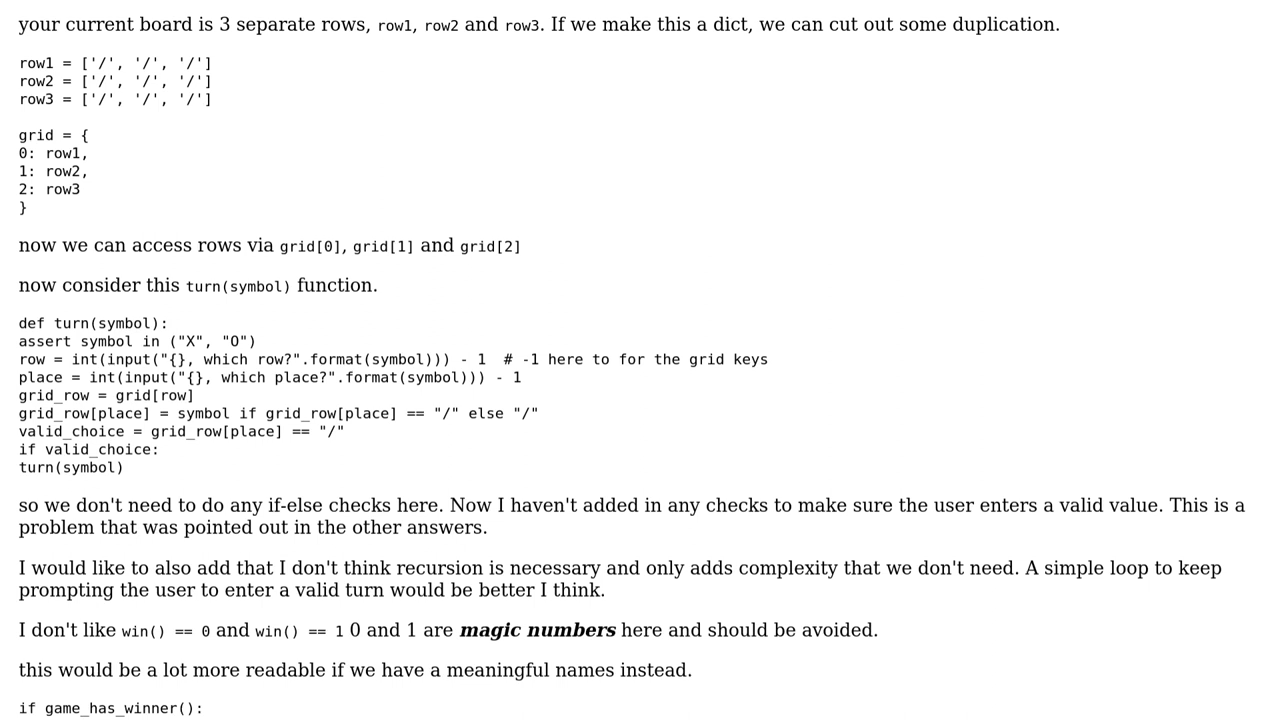 your current board is 3 separate rows, row1, row2 and row3. If we make this a dict, we can cut out some duplication.
row1 = ['/', '/', '/']
row2 = ['/', '/', '/']
row3 = ['/', '/', '/']
grid = {
0: row1,
1: row2,
2: row3
}
now we can access rows via grid[0], grid[1] and grid[2]
now consider this turn(symbol) function.
def turn(symbol):
assert symbol in ("X", "O")
row = int(input("{}, which row?".format(symbol))) - 1  # -1 here to for the grid keys
place = int(input("{}, which place?".format(symbol))) - 1
grid_row = grid[row]
grid_row[place] = symbol if grid_row[place] == "/" else "/"
valid_choice = grid_row[place] == "/"
if valid_choice:
turn(symbol)
so we don't need to do any if-else checks here. Now I haven't added in any checks to make sure the user enters a valid value. This is a
problem that was pointed out in the other answers.
I would like to also add that I don't think recursion is necessary and only adds complexity that we don't need. A simple loop to keep
prompting the user to enter a valid turn would be better I think.
I don't like win() == 0 and win() == 1 0 and 1 are magic numbers here and should be avoided.
this would be a lot more readable if we have a meaningful names instead.
if game_has_winner():